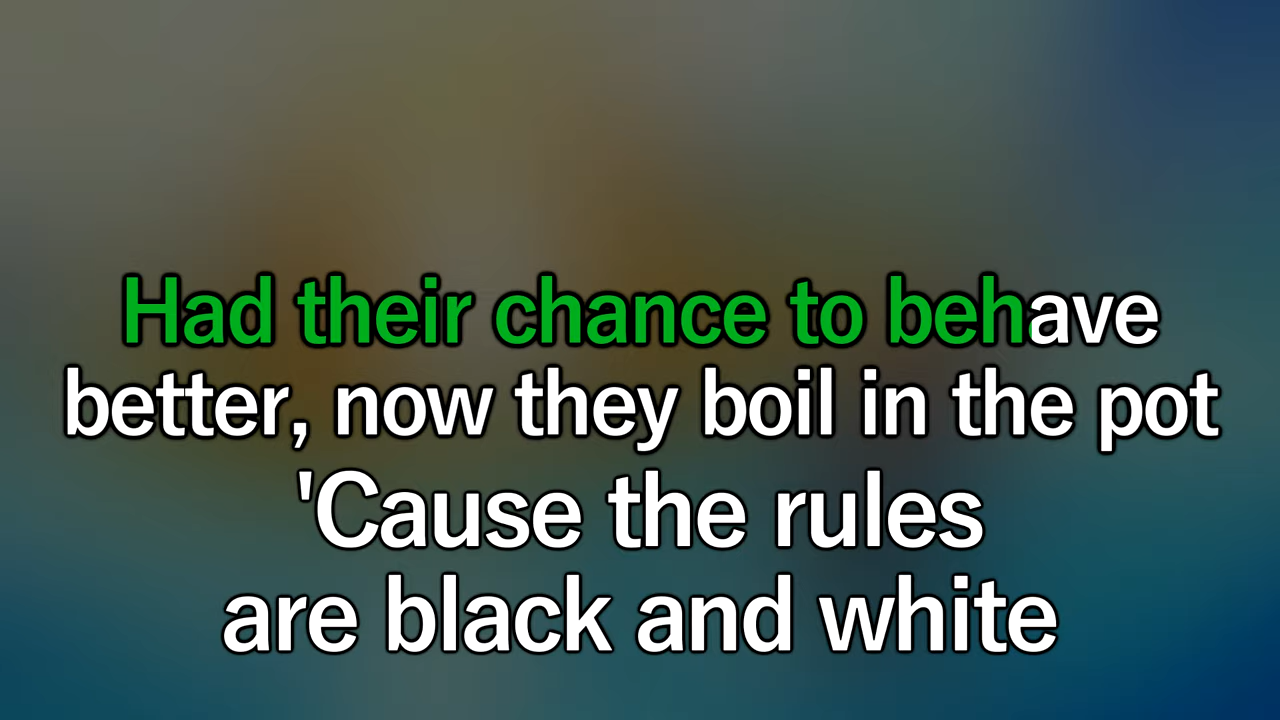 Had their chance to behave
better, now they boil in the pot
'Cause the rules
are black and white